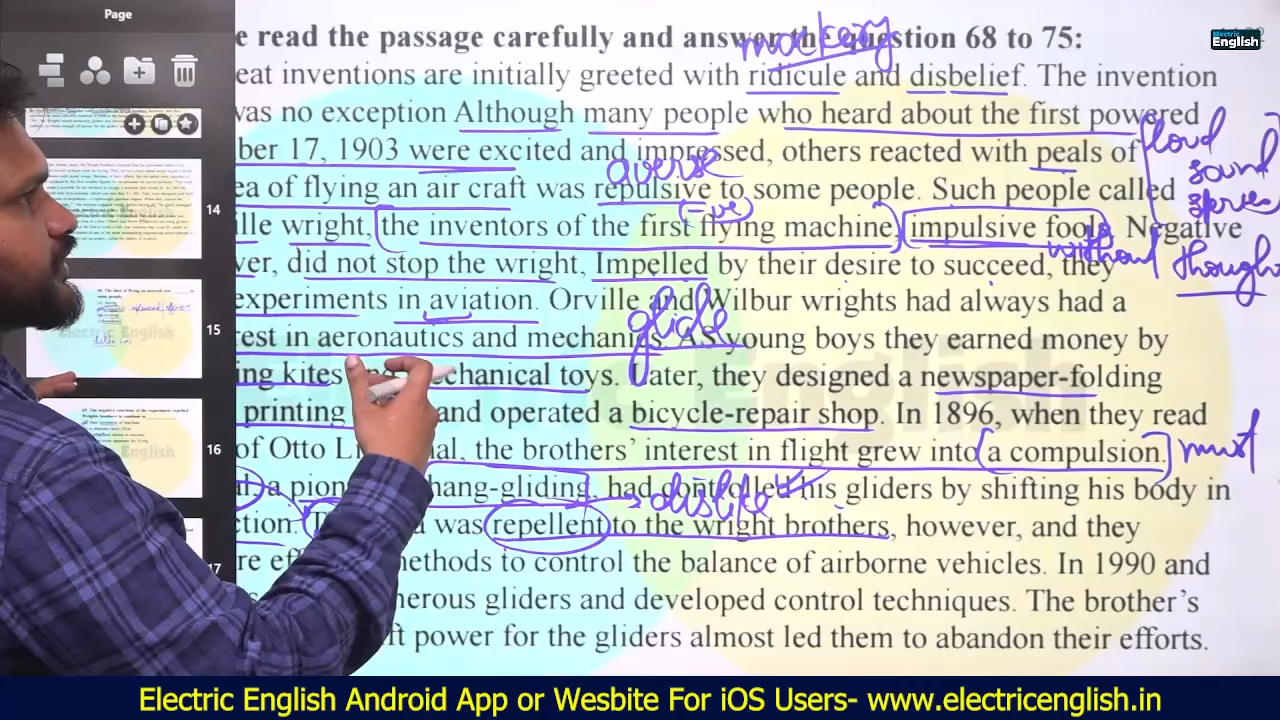 Page
Electric
English
e read the passage carefully and answer the question 68 to 75:
mockery
eat inventions are initially greeted with ridicule and disbelief. The invention
was no exception Although many people who heard about the first powered
ber 17, 1903 were excited and impressed, others reacted with peals of
loud
sound
series
averse
ea of flying an air craft was repulsive to some people. Such people called
(-ve)
lle wright, the inventors of the first flying machine, impulsive fools. Negative
without thought
ver, did not stop the wright, Impelled by their desire to succeed, they
experiments in aviation. Orville and Wilbur wrights had always had a
glide
rest in aeronautics and mechanics. As young boys they earned money by
ing kites and mechanical toys. Later, they designed a newspaper-folding
printing and operated a bicycle-repair shop. In 1896, when they read
of Otto Li al, the brothers' interest in flight grew into a compulsion.
must
a pion hang-gliding, had controlled his gliders by shifting his body in
dislike
ction. was repellent to the wright brothers, however, and they
re ef methods to control the balance of airborne vehicles. In 1990 and
merous gliders and developed control techniques. The brother's
ft power for the gliders almost led them to abandon their efforts.
14
15
16
17
Electric English Android App or Wesbite For iOS Users- www.electricenglish.in